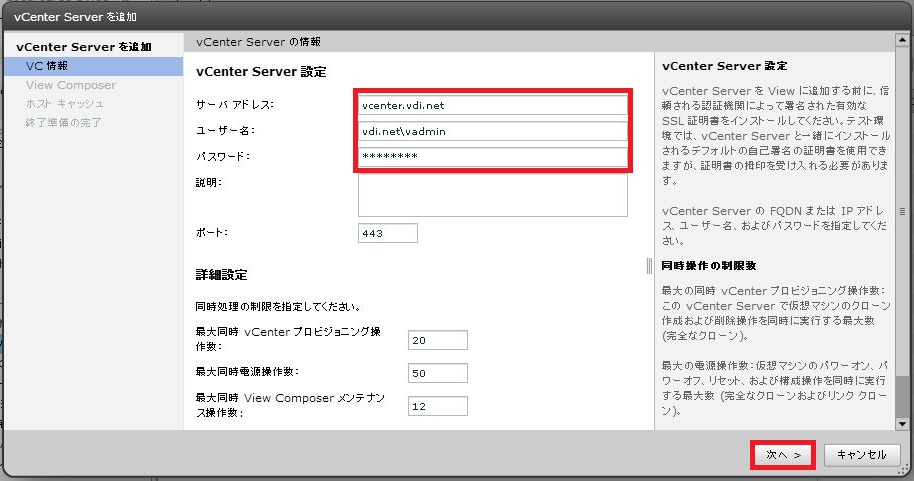 vCenter Server を追加
vCenter Server を追加
VC 情報
View Composer
ホスト キャッシュ
終了準備の完了
vCenter Server の情報
vCenter Server 設定
サーバ アドレス:
vcenter.vdi.net
ユーザー名:
vdi.net\vadmin
パスワード:
********
説明:
ポート:
443
詳細設定
同時処理の制限を指定してください。
最大同時 vCenter プロビジョニング操
作数:
20
最大同時電源操作数:
50
最大同時 View Composer メンテナン
ス操作数:
12
vCenter Server 設定
vCenter Server を View に追加する前に、信
頼される認証機関によって署名された有効な
SSL 証明書をインストールしてください。テスト環
境では、vCenter Server と一緒にインストール
されるデフォルトの自己署名の証明書を使用でき
ますが、証明書の拇印を受け入れる必要がありま
す。
vCenter Server の FQDN または IP アドレ
ス、ユーザー名、およびパスワードを指定してくだ
さい。
同時操作の制限数
最大の同時 vCenter プロビジョニング操作数:
この vCenter Server で仮想マシンのクローン
作成および削除操作を同時に実行する最大数
(完全なクローン)。
最大の電源操作数: 仮想マシンのパワーオン、パ
ワーオフ、リセット、および構成操作を同時に実行
する最大数 (完全なクローンおよびリンク クロー
ン)。
次へ >
キャンセル